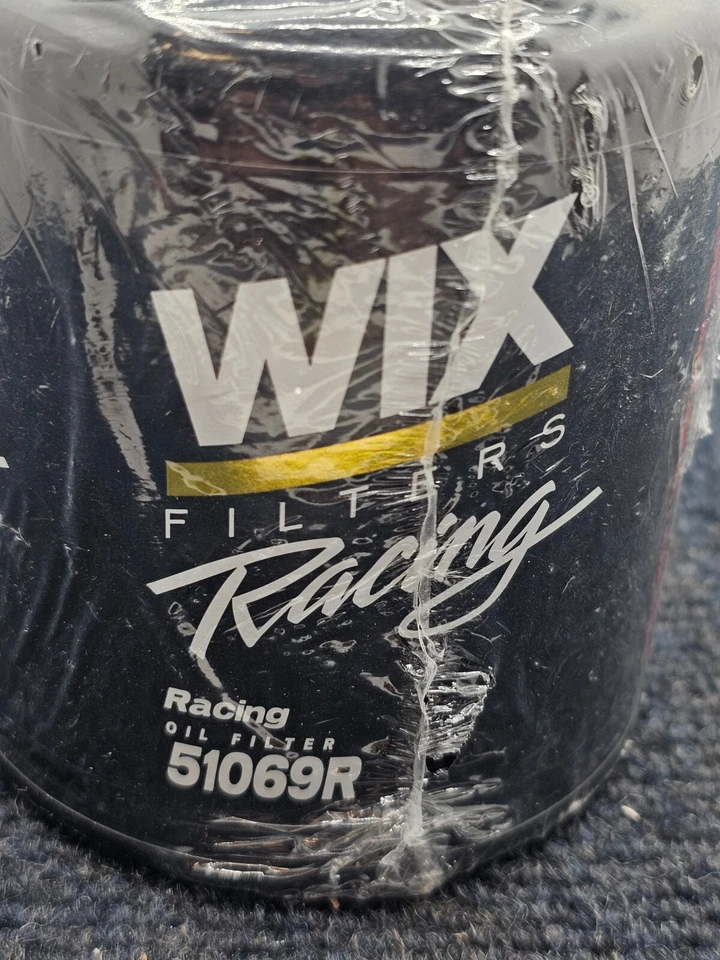 WIX
FILTERS
Racing
Racing
OIL FILTER
51069R